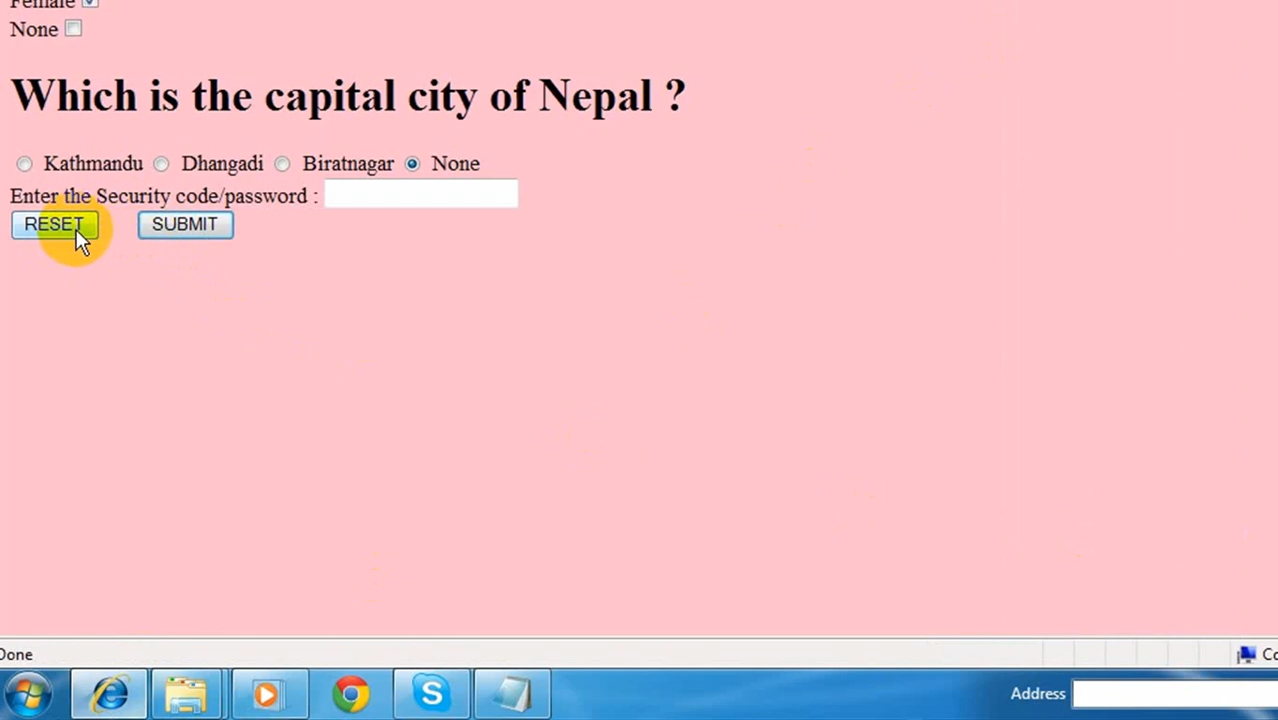 Female
None
Which is the capital city of Nepal ?
Kathmandu Dhangadi Biratnagar None
Enter the Security code/password :
RESET SUBMIT
Done
Address